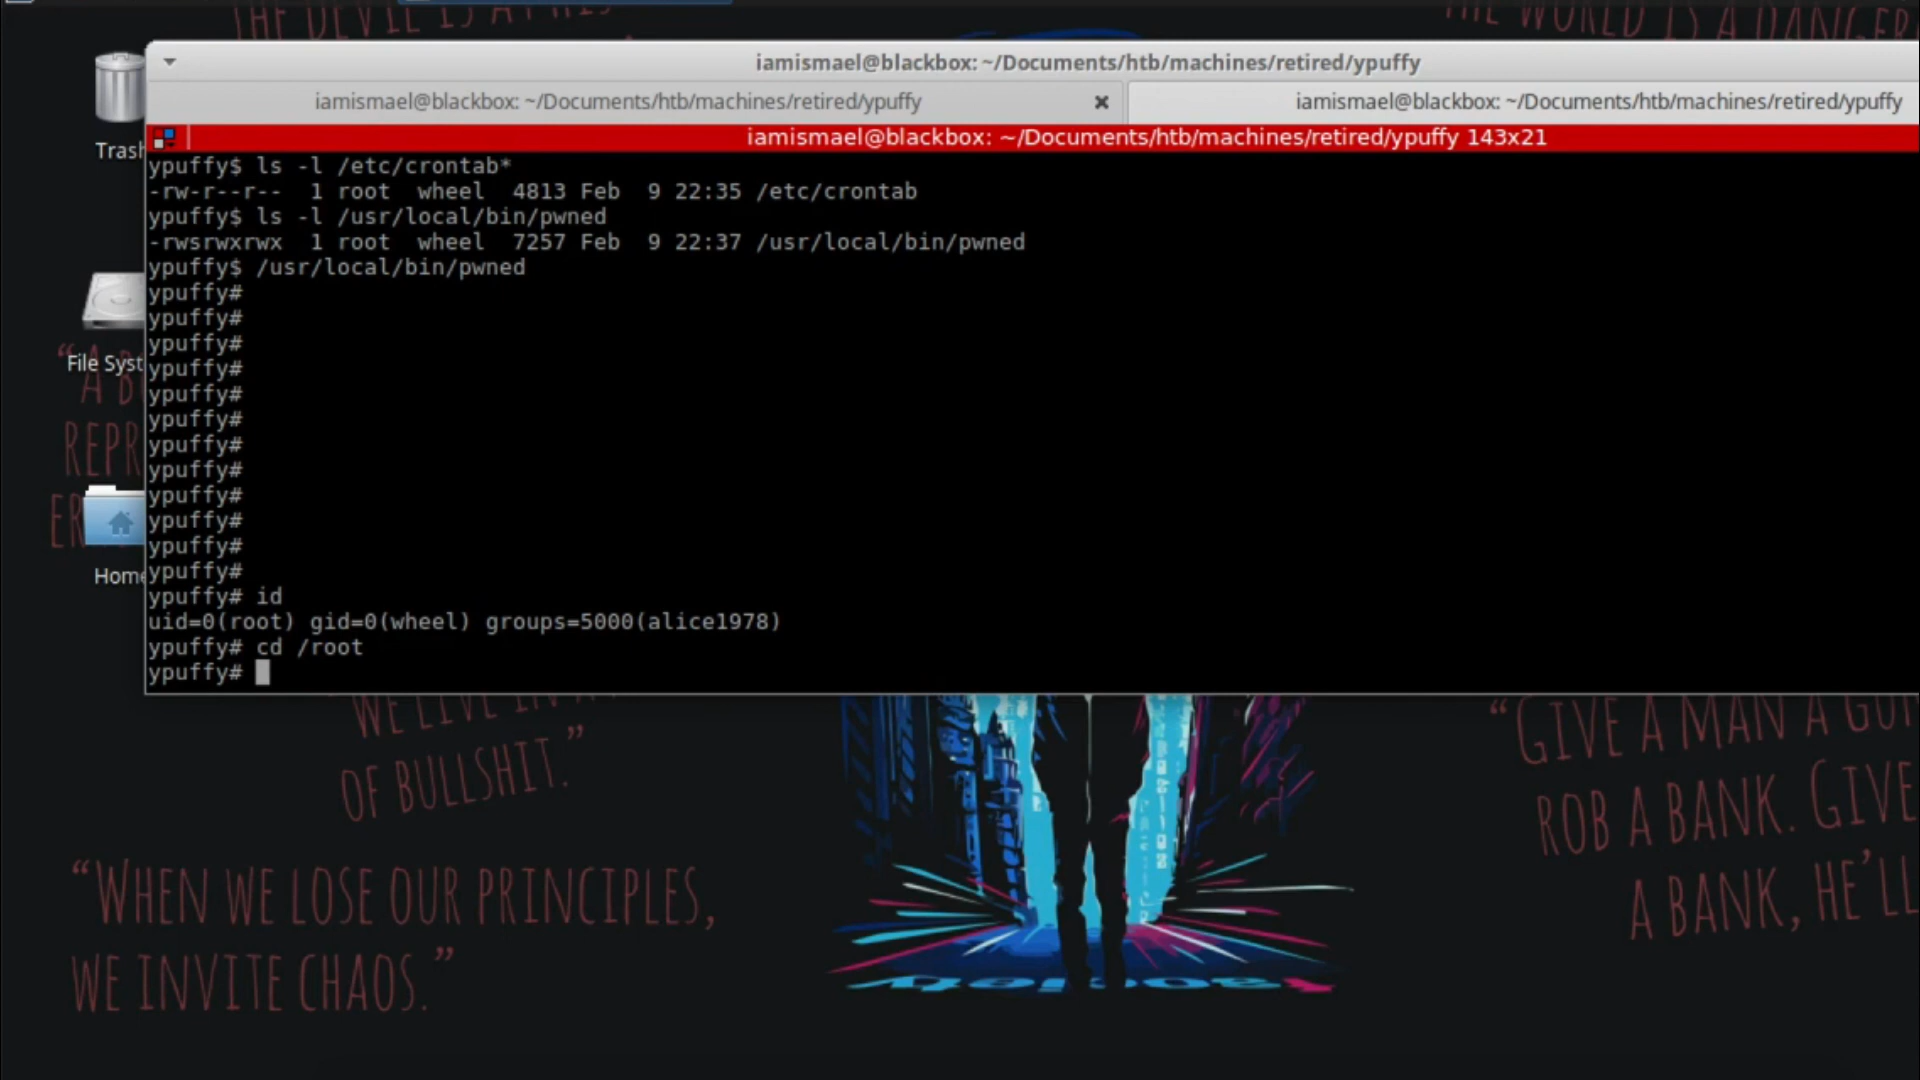 THE DEVIL IS AT HIS
THE WORLD IS A DANGER
iamismael@blackbox: ~/Documents/htb/machines/retired/ypuffy
iamismael@blackbox: ~/Documents/htb/machines/retired/ypuffy
iamismael@blackbox: ~/Documents/htb/machines/retired/ypuffy
iamismael@blackbox: ~/Documents/htb/machines/retired/ypuffy 143x21
Trash
File Syst
Home
ypuffy$ ls -l /etc/crontab*
-rw-r--r--  1 root  wheel  4813 Feb  9 22:35 /etc/crontab
ypuffy$ ls -l /usr/local/bin/pwned
-rwsrwxrwx  1 root  wheel  7257 Feb  9 22:37 /usr/local/bin/pwned
ypuffy$ /usr/local/bin/pwned
ypuffy#
ypuffy#
ypuffy#
ypuffy#
ypuffy#
ypuffy#
ypuffy#
ypuffy#
ypuffy#
ypuffy#
ypuffy#
ypuffy#
ypuffy# id
uid=0(root) gid=0(wheel) groups=5000(alice1978)
ypuffy# cd /root
ypuffy#
“A B
REPR
ER
WE LIVE IN A
OF BULLSHIT.”
“WHEN WE LOSE OUR PRINCIPLES,
WE INVITE CHAOS.”
“GIVE A MAN A GUN
ROB A BANK. GIVE
A BANK, HE’LL